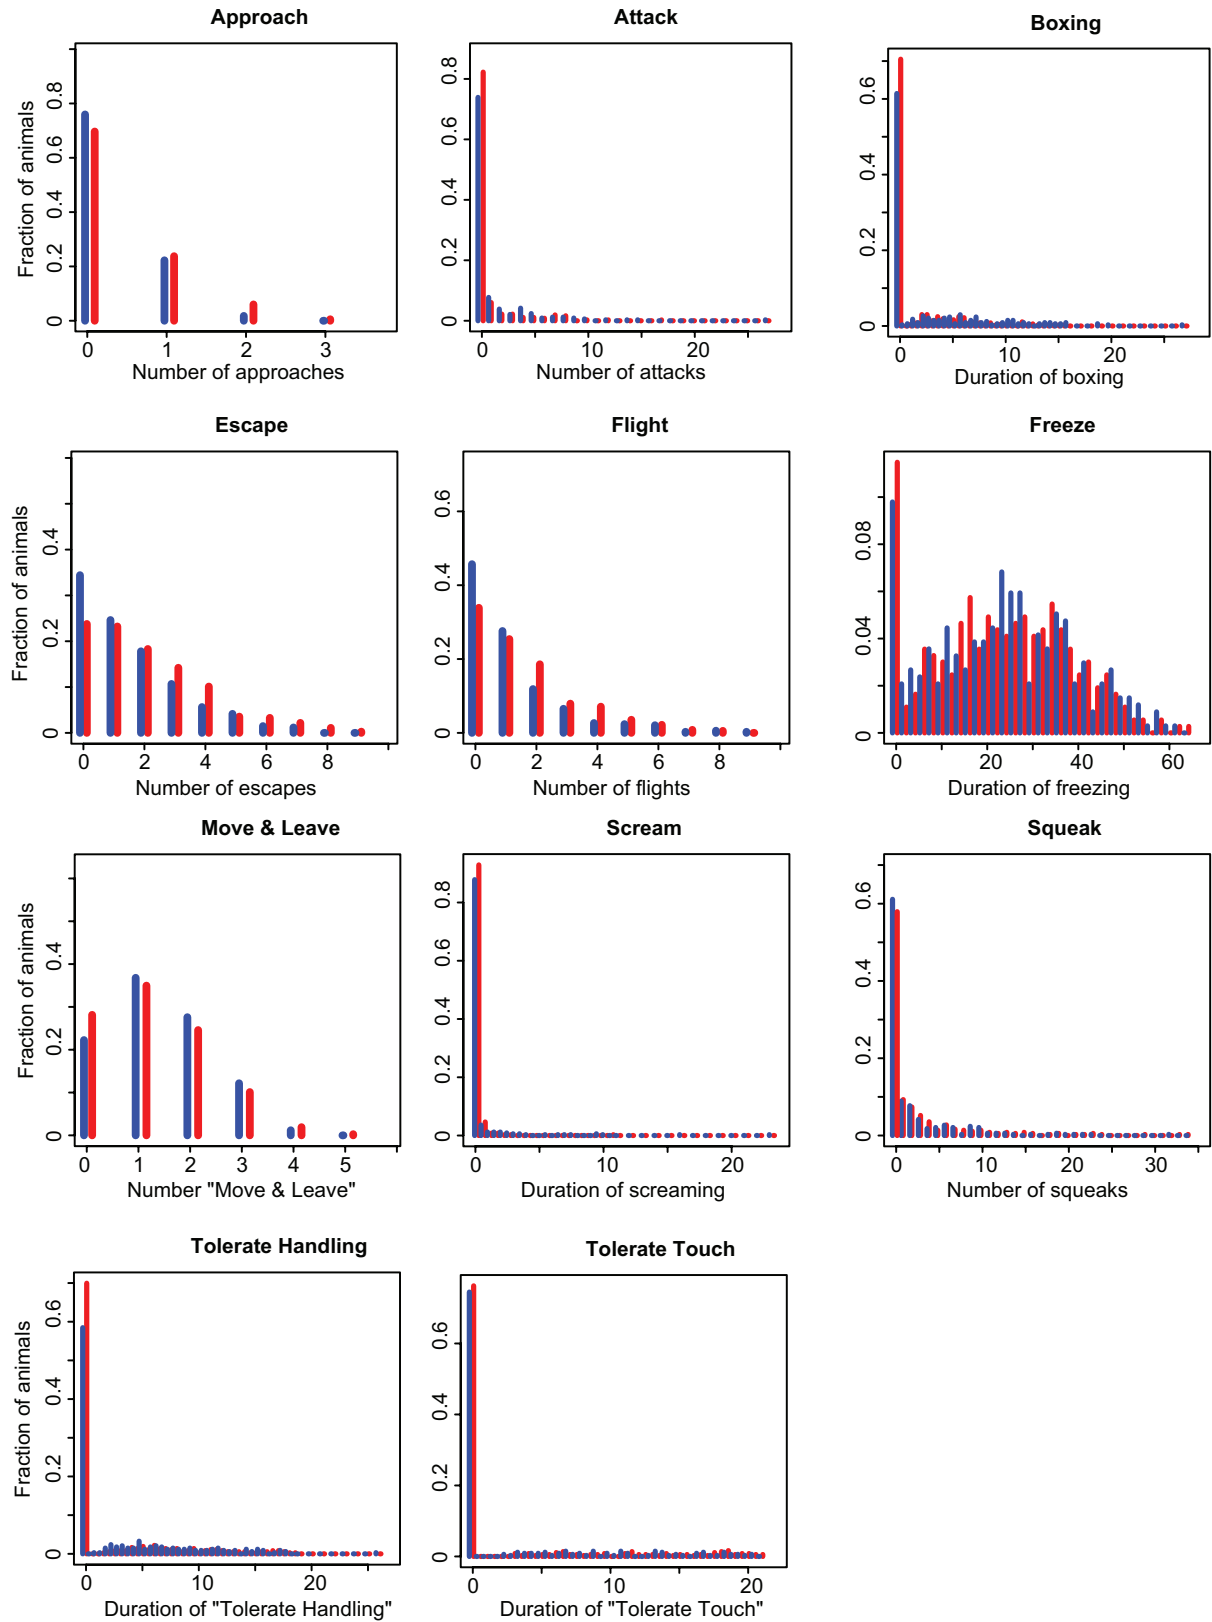 Approach
Attack
Boxing
Fraction of animals
0 0.2 0.4 0.6 0.8
0 1 2 3
Number of approaches
0 0.2 0.4 0.6 0.8
0 10 20
Number of attacks
0 0.2 0.4 0.6
0 10 20
Duration of boxing
Escape
Flight
Freeze
Fraction of animals
0 0.2 0.4
0 2 4 6 8
Number of escapes
0 0.2 0.4 0.6
0 2 4 6 8
Number of flights
0 0.04 0.08
0 20 40 60
Duration of freezing
Move & Leave
Scream
Squeak
Fraction of animals
0 0.2 0.4
0 1 2 3 4 5
Number "Move & Leave"
0 0.2 0.4 0.6 0.8
0 10 20
Duration of screaming
0 0.2 0.4 0.6
0 10 20 30
Number of squeaks
Tolerate Handling
Tolerate Touch
Fraction of animals
0 0.2 0.4 0.6
0 10 20
Duration of "Tolerate Handling"
0 0.2 0.4 0.6
0 5 10 15 20
Duration of "Tolerate Touch"